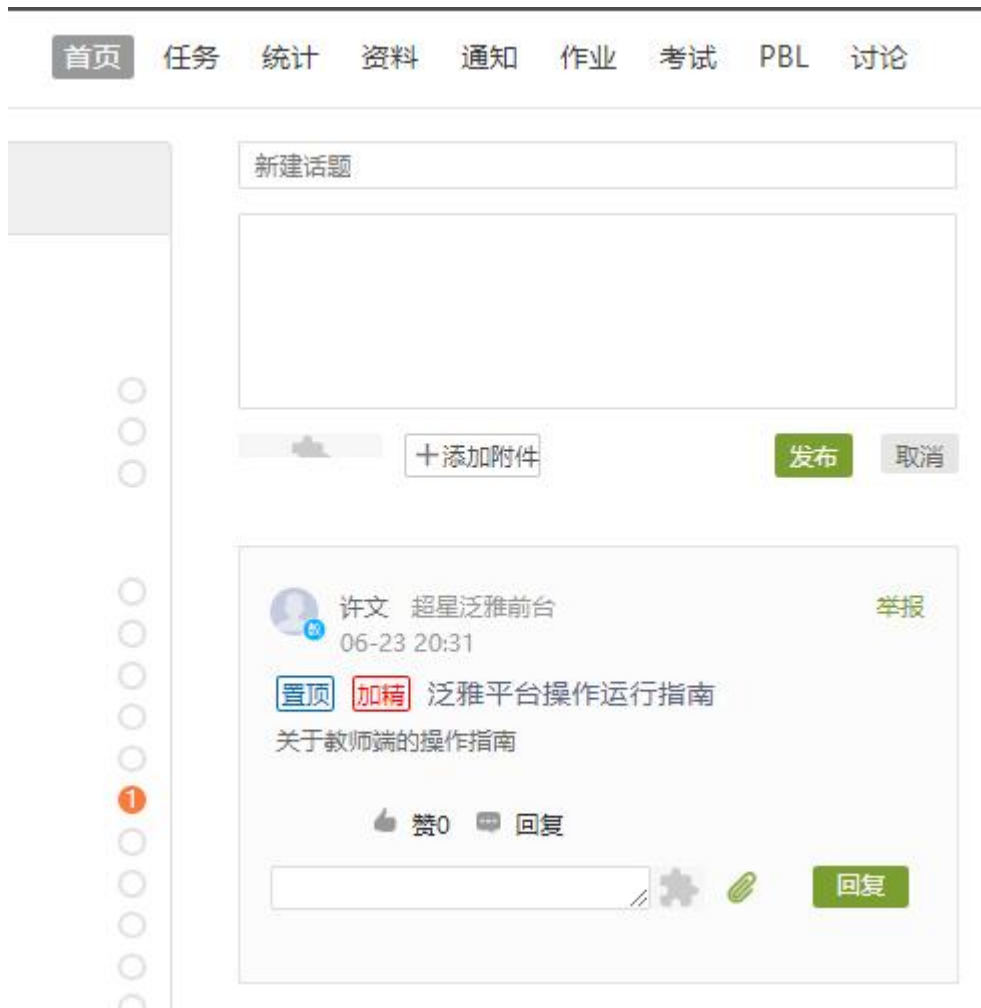 首页 任务 统计 资料 通知 作业 考试 PBL 讨论
新建话题
+添加附件 发布 取消
许文 超星泛雅前台 举报
教
06-23 20:31
置顶 加精 泛雅平台操作运行指南
关于教师端的操作指南
1
赞0 回复
回复